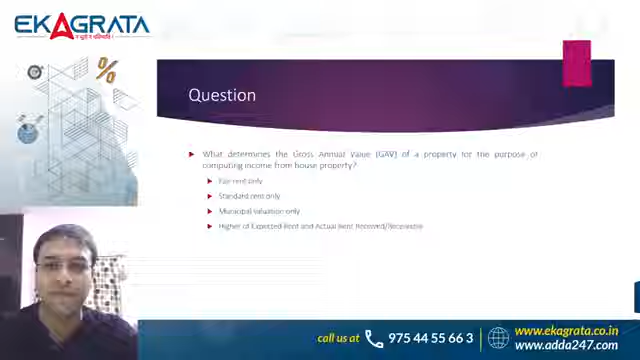 EKAGRATA
Question
What determines the Gross Annual Value (GAV) of a property for the purpose of
computing income from house property?
Fair rent only
Standard rent only
Municipal valuation only
Higher of Expected Rent and Actual Rent Received/Receivable
call us at 975 44 55 66 3
www.ekagrata.co.in
www.adda247.com